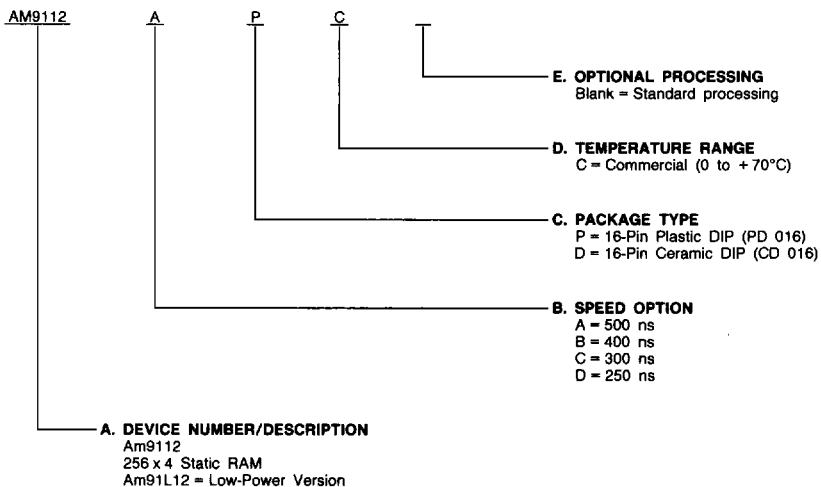 AM9112 A P C _
E. OPTIONAL PROCESSING
Blank = Standard processing
D. TEMPERATURE RANGE
C = Commercial (0 to +70°C)
C. PACKAGE TYPE
P = 16-Pin Plastic DIP (PD 016)
D = 16-Pin Ceramic DIP (CD 016)
B. SPEED OPTION
A = 500 ns
B = 400 ns
C = 300 ns
D = 250 ns
A. DEVICE NUMBER/DESCRIPTION
Am9112
256 x 4 Static RAM
Am91L12 = Low-Power Version